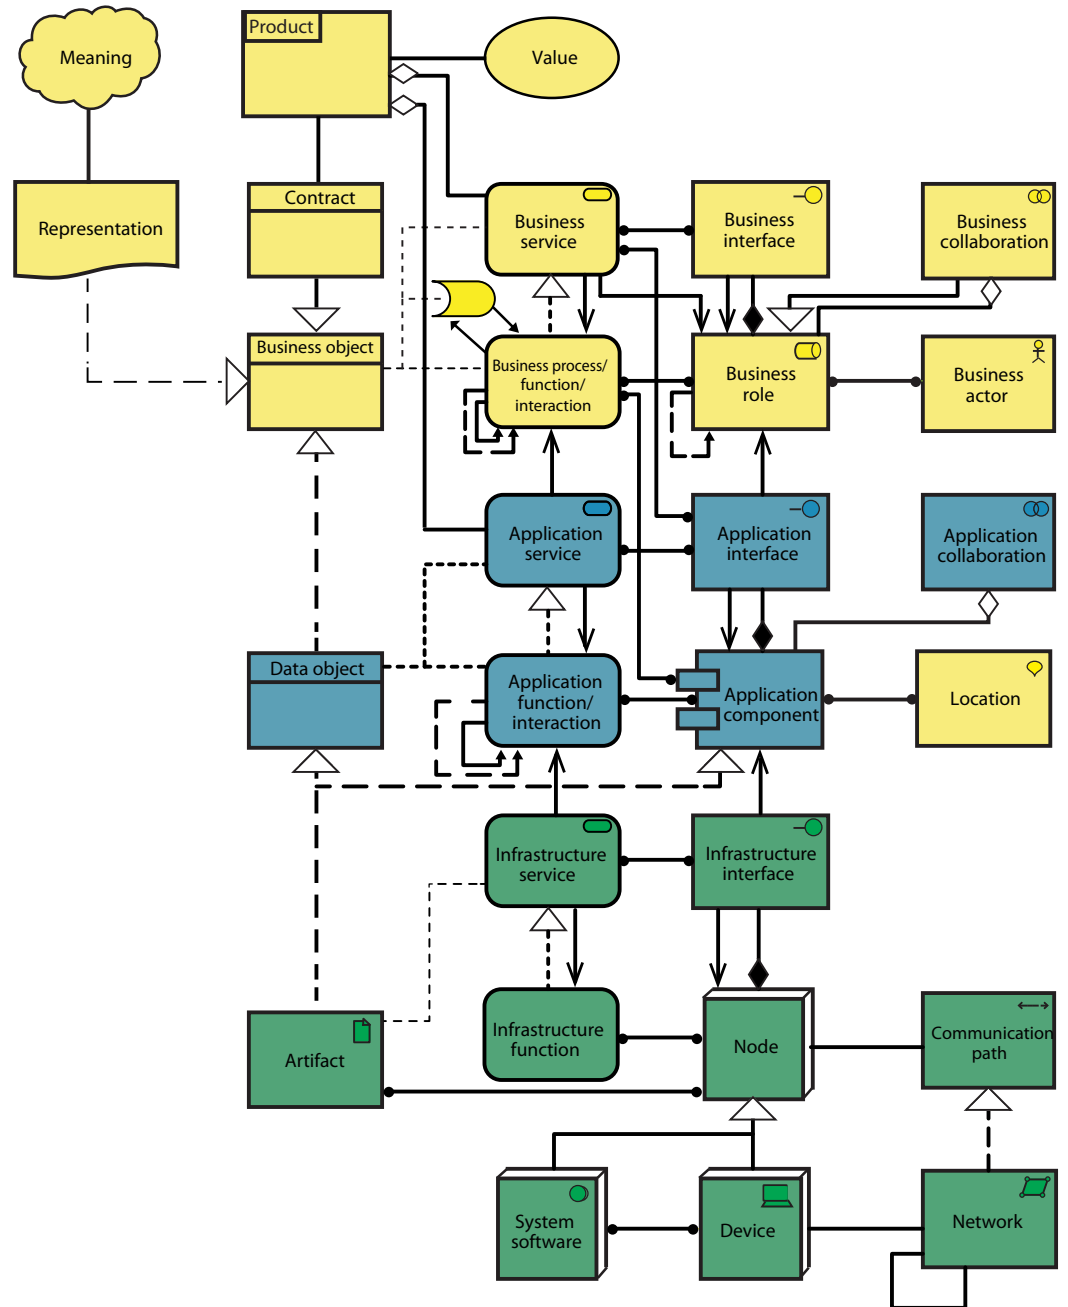 Meaning
Product
Value
Representation
Contract
Business
service
Business
interface
Business
collaboration
Business object
Business process/
function/
interaction
Business
role
Business
actor
Application
service
Application
interface
Application
collaboration
Data object
Application
function/
interaction
Application
component
Location
Infrastructure
service
Infrastructure
interface
Artifact
Infrastructure
function
Node
Communication
path
System
software
Device
Network